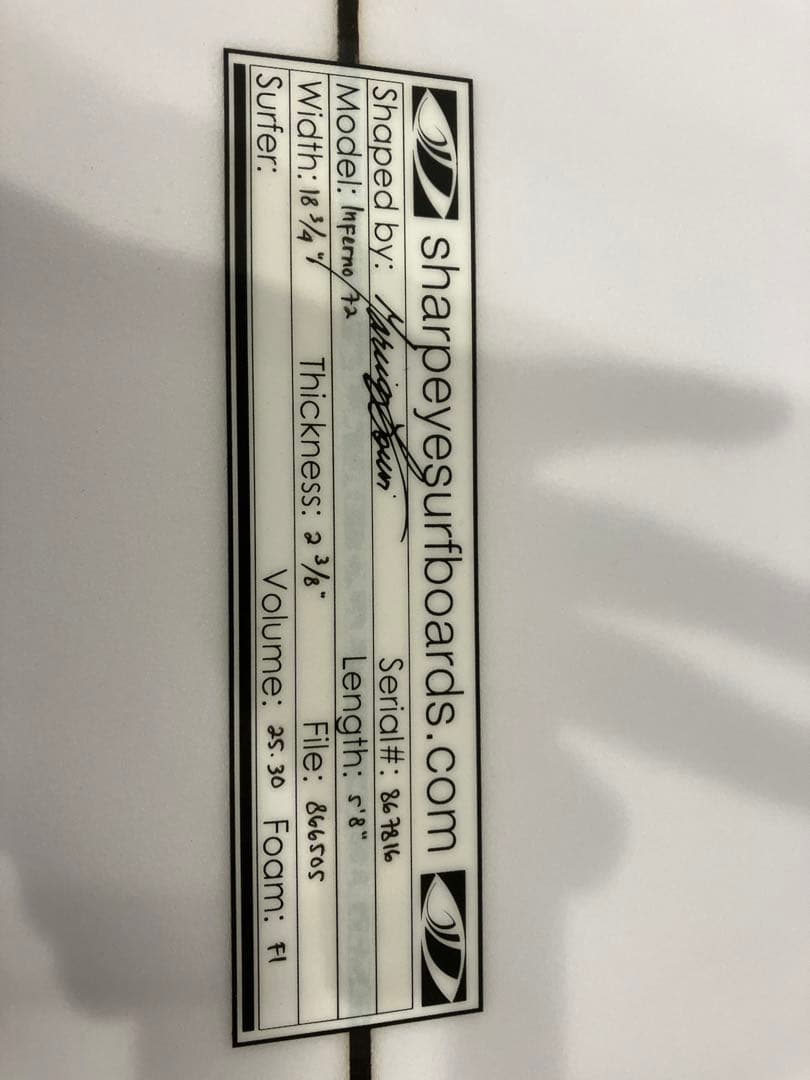 sharpeyesurfboards.com
Shaped by: Serial#: 867816
Model: Inferno 72 Length: 5'8"
Width: 18 3/4" Thickness: 2 3/8" File: 866505
Surfer: Volume: 25.30 Foam: F1